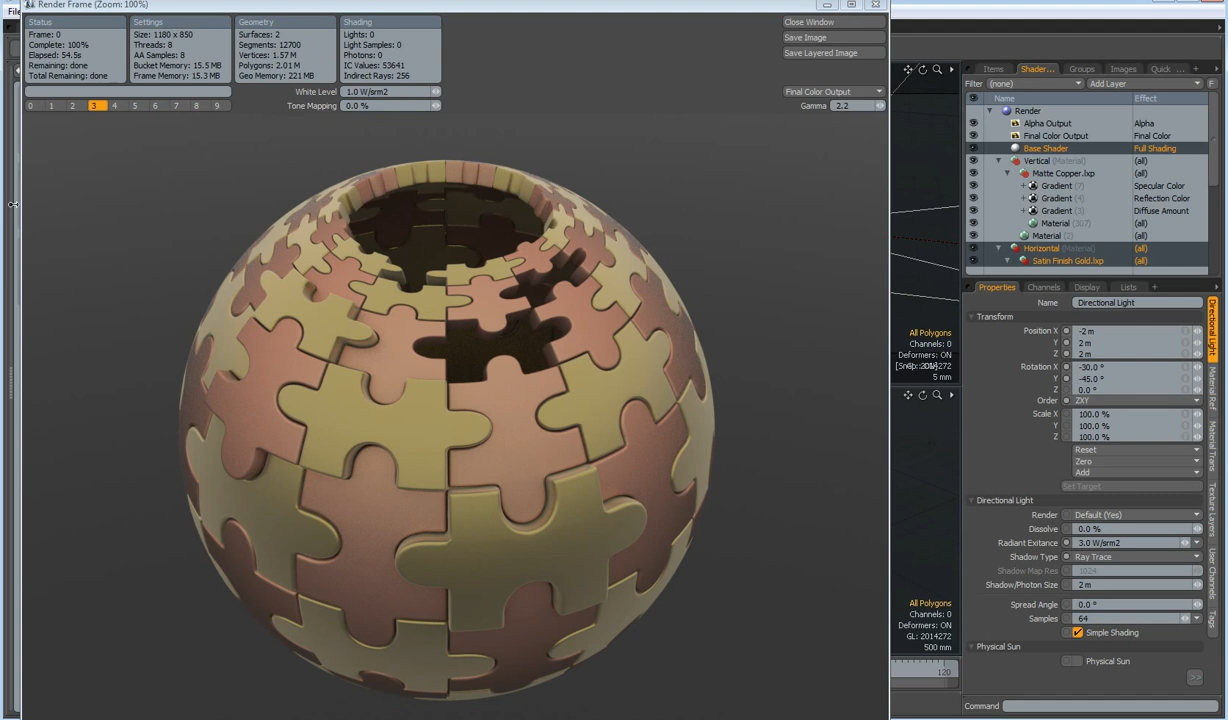 Render Frame (Zoom: 100%)
File
Status
Frame: 0
Complete: 100%
Elapsed: 54.5s
Remaining: done
Total Remaining: done
Settings
Size: 1180 x 850
Threads: 8
AA Samples: 8
Bucket Memory: 15.5 MB
Frame Memory: 15.3 MB
Geometry
Surfaces: 2
Segments: 12700
Vertices: 1.57 M
Polygons: 2.01 M
Geo Memory: 221 MB
Shading
Lights: 0
Light Samples: 0
Photons: 0
IC Values: 53641
Indirect Rays: 256
Close Window
Save Image
Save Layered Image
White Level 1.0 W/srm2
Final Color Output
0 1 2 3 4 5 6 7 8 9
Tone Mapping 0.0 %
Gamma 2.2
All Polygons
Channels: 0
Deformers: ON
5 mm
All Polygons
Channels: 0
Deformers: ON
GL: 2014272
500 mm
120
Items Shader... Groups Images Quick ... +
Filter (none) Add Layer F
Name Effect
Render
Alpha Output Alpha
Final Color Output Final Color
Base Shader Full Shading
Vertical (Material) (all)
Matte Copper.lxp (all)
+ Gradient (7) Specular Color
+ Gradient (4) Reflection Color
+ Gradient (3) Diffuse Amount
Material (307) (all)
Material (2) (all)
Horizontal (Material) (all)
Satin Finish Gold.lxp (all)
Properties Channels Display Lists +
Name Directional Light
Transform
Position X -2 m
Y 2 m
Z 2 m
Rotation X -30.0 °
Y -45.0 °
Z 0.0 °
Order ZXY
Scale X 100.0 %
Y 100.0 %
Z 100.0 %
Reset
Zero
Add
Set Target
Directional Light
Render Default (Yes)
Dissolve 0.0 %
Radiant Exitance 3.0 W/srm2
Shadow Type Ray Trace
Shadow Map Res 1024
Shadow/Photon Size 2 m
Spread Angle 0.0 °
Samples 64
Simple Shading
Physical Sun
Physical Sun
>>
Command
Directional Light
Material Ref
Material Trans
Texture Layers
User Channels
Tags